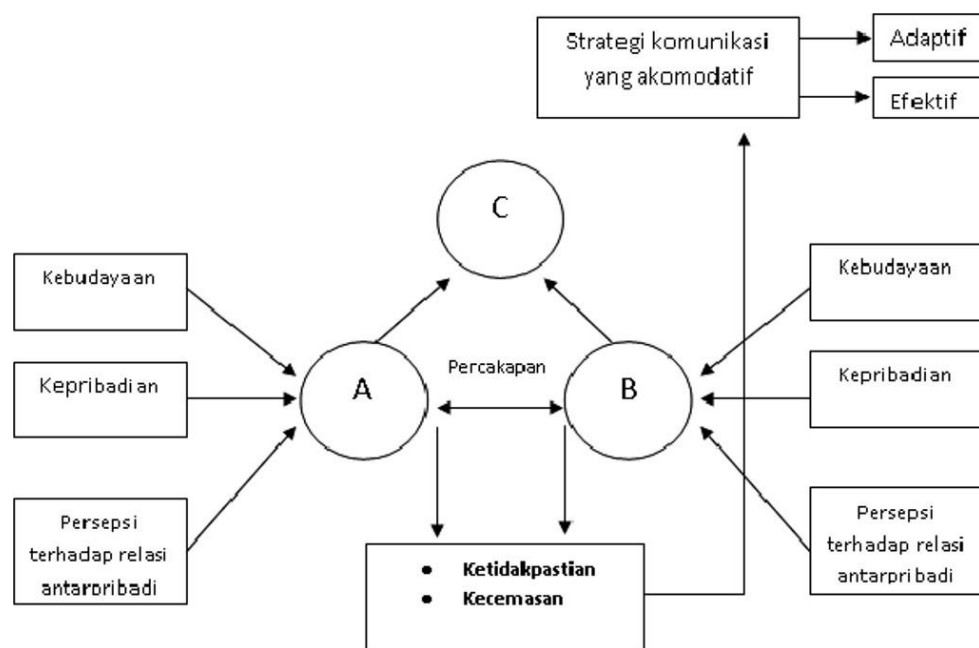 Strategi komunikasi
yang akomodatif
Adaptif
Efektif
C
Kebudayaan
Kepribadian
Persepsi
terhadap relasi
antarpribadi
A
Percakapan
B
Kebudayaan
Kepribadian
Persepsi
terhadap relasi
antarpribadi
• Ketidakpastian
• Kecemasan